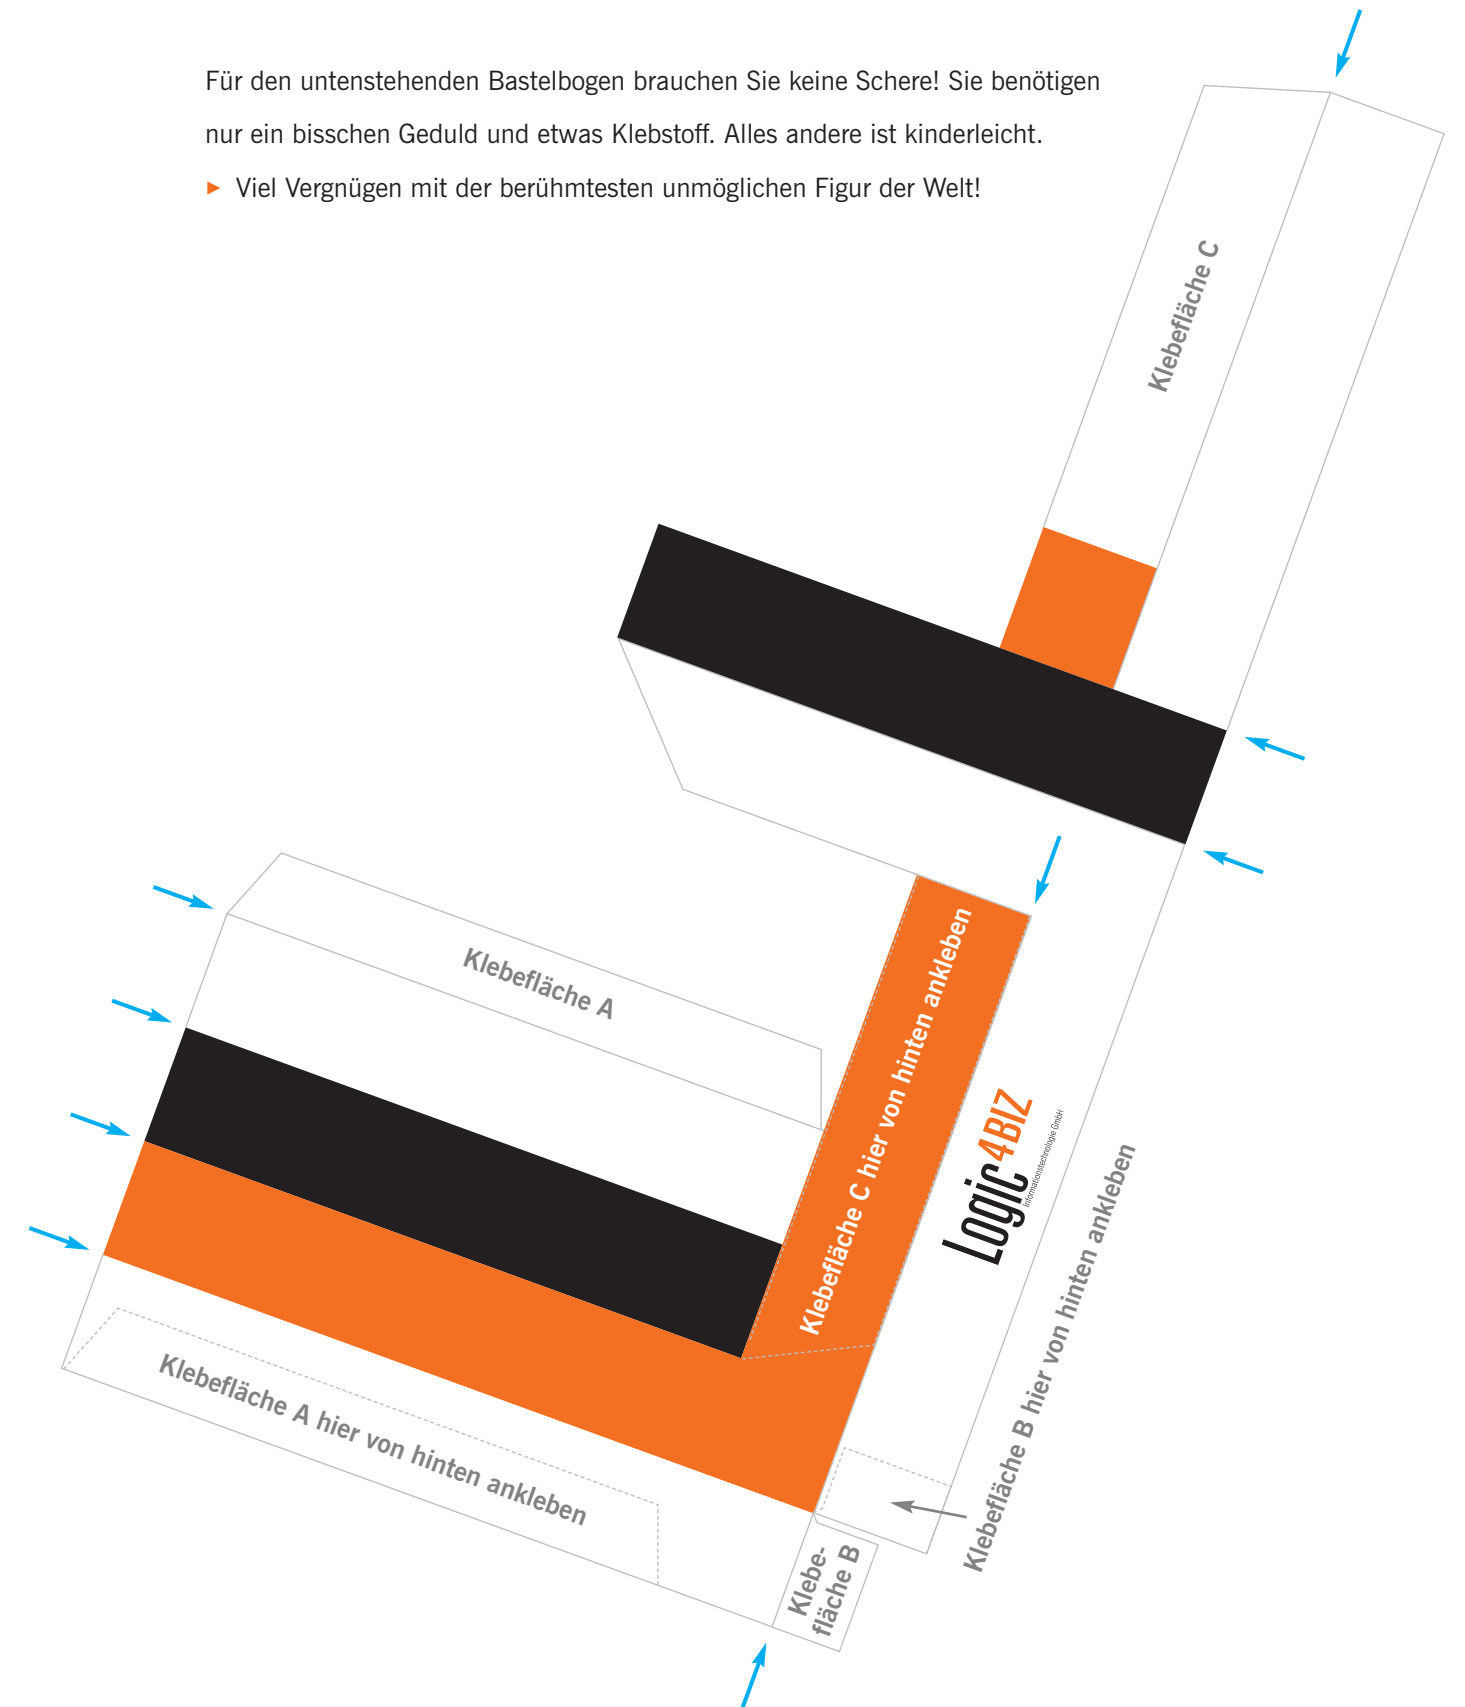 Für den untenstehenden Bastelbogen brauchen Sie keine Schere! Sie benötigen
nur ein bisschen Geduld und etwas Klebstoff. Alles andere ist kinderleicht.
► Viel Vergnügen mit der berühmtesten unmöglichen Figur der Welt!
Klebefläche C
Klebefläche A
Klebefläche C hier von hinten ankleben
Logic4BIZ
Informationstechnologie GmbH
Klebefläche B hier von hinten ankleben
Klebefläche A hier von hinten ankleben
Klebe-
fläche B